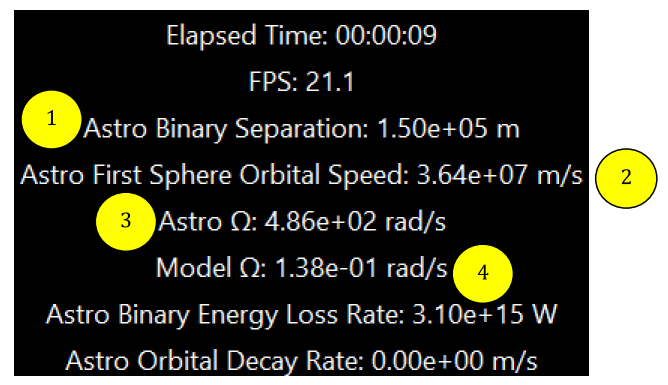 Elapsed Time: 00:00:09
FPS: 21.1
1
Astro Binary Separation: 1.50e+05 m
Astro First Sphere Orbital Speed: 3.64e+07 m/s
2
3
Astro Ω: 4.86e+02 rad/s
Model Ω: 1.38e-01 rad/s
4
Astro Binary Energy Loss Rate: 3.10e+15 W
Astro Orbital Decay Rate: 0.00e+00 m/s